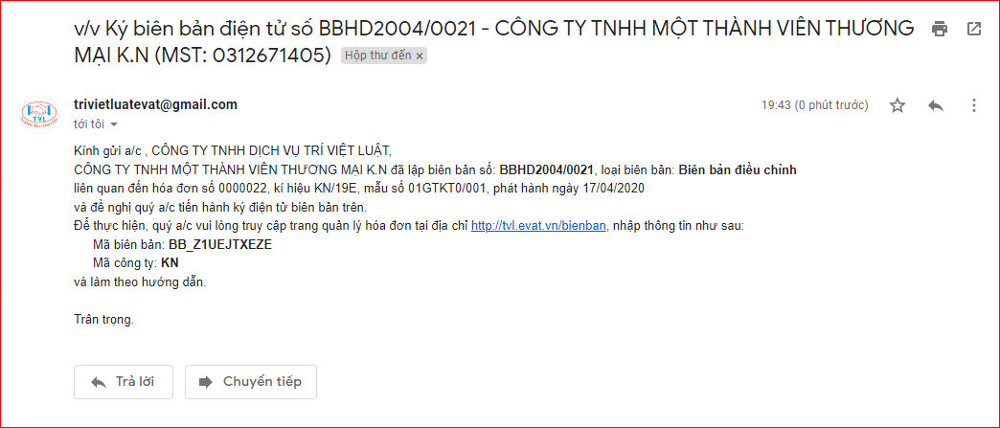 v/v Ký biên bản điện tử số BBHD2004/0021 - CÔNG TY TNHH MỘT THÀNH VIÊN THƯƠNG
MẠI K.N (MST: 0312671405) Hộp thư đến ×
trivietluatevat@gmail.com 19:43 (0 phút trước)
TVL
tới tôi
Kính gửi a/c , CÔNG TY TNHH DỊCH VỤ TRÍ VIỆT LUẬT,
CÔNG TY TNHH MỘT THÀNH VIÊN THƯƠNG MẠI K.N đã lập biên bản số: BBHD2004/0021, loại biên bản: Biên bản điều chỉnh
liên quan đến hóa đơn số 0000022, kí hiệu KN/19E, mẫu số 01GTKT0/001, phát hành ngày 17/04/2020
và đề nghị quý a/c tiến hành ký điện tử biên bản trên.
Để thực hiện, quý a/c vui lòng truy cập trang quản lý hóa đơn tại địa chỉ http://tvl.evat.vn/bienban, nhập thông tin như sau:
Mã biên bản: BB_Z1UEJTXEZE
Mã công ty: KN
và làm theo hướng dẫn.
Trân trọng.
Trả lời Chuyển tiếp